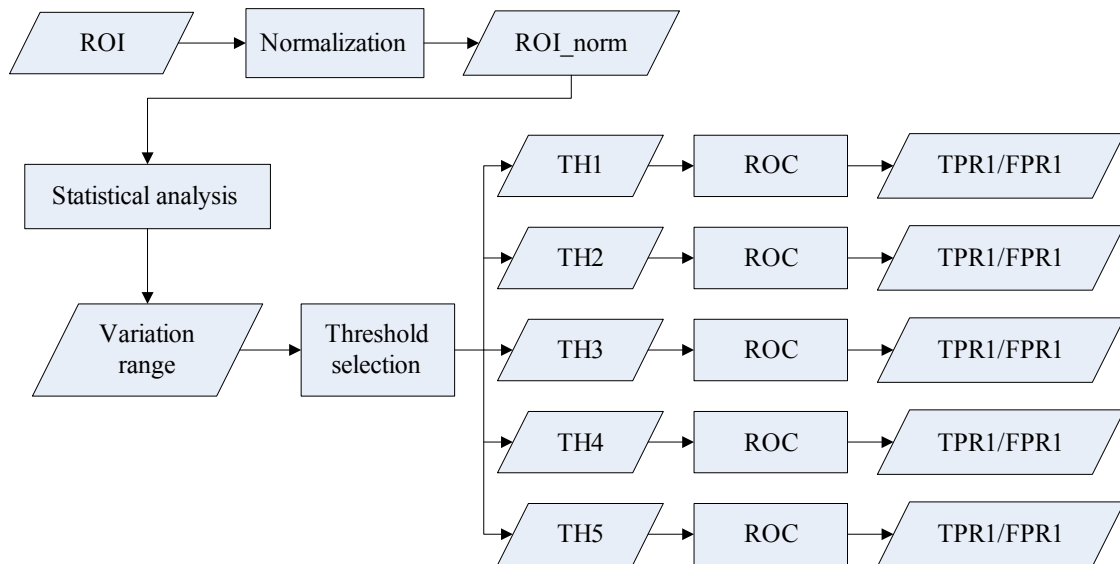 ROI
Normalization
ROI_norm
Statistical analysis
Variation
range
Threshold
selection
TH1
ROC
TPR1/FPR1
TH2
ROC
TPR1/FPR1
TH3
ROC
TPR1/FPR1
TH4
ROC
TPR1/FPR1
TH5
ROC
TPR1/FPR1